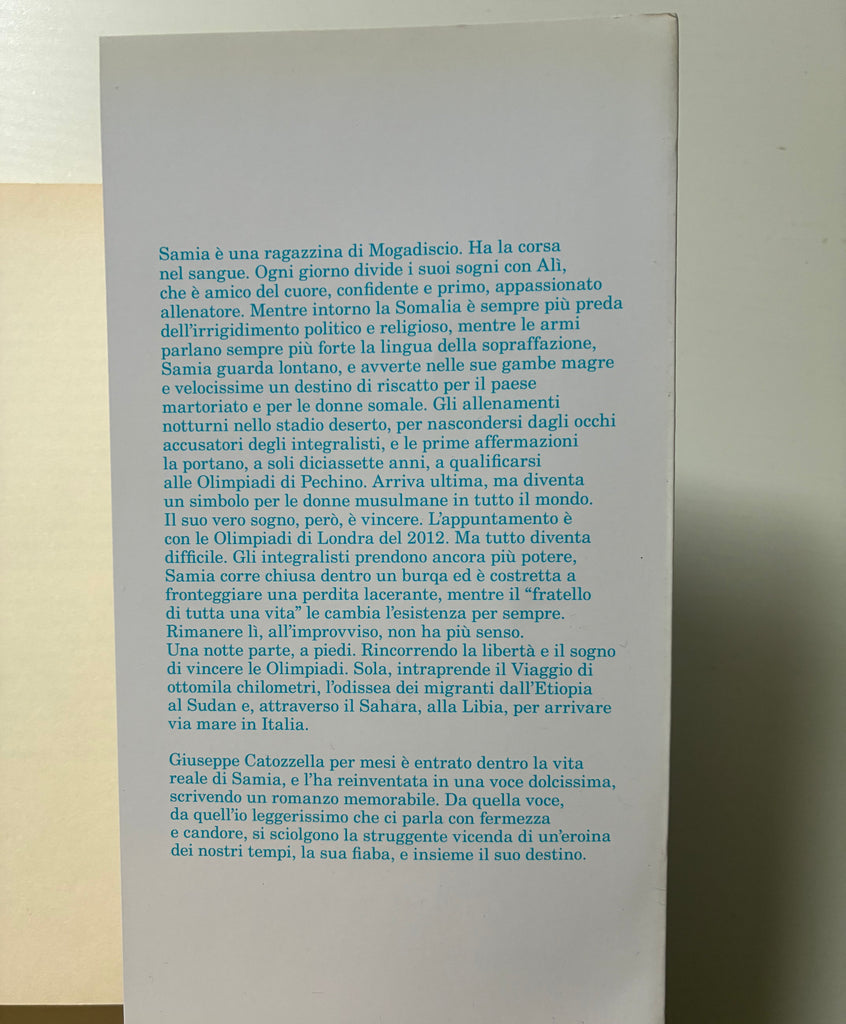 Samia è una ragazzina di Mogadiscio. Ha la corsa
nel sangue. Ogni giorno divide i suoi sogni con Alì,
che è amico del cuore, confidente e primo, appassionato
allenatore. Mentre intorno la Somalia è sempre più preda
dell'irrigidimento politico e religioso, mentre le armi
parlano sempre più forte la lingua della sopraffazione,
Samia guarda lontano, e avverte nelle sue gambe magre
e velocissime un destino di riscatto per il paese
martoriato e per le donne somale. Gli allenamenti
notturni nello stadio deserto, per nascondersi dagli occhi
accusatori degli integralisti, e le prime affermazioni
la portano, a soli diciassette anni, a qualificarsi
alle Olimpiadi di Pechino. Arriva ultima, ma diventa
un simbolo per le donne musulmane in tutto il mondo.
Il suo vero sogno, però, è vincere. L'appuntamento è
con le Olimpiadi di Londra del 2012. Ma tutto diventa
difficile. Gli integralisti prendono ancora più potere,
Samia corre chiusa dentro un burqa ed è costretta a
fronteggiare una perdita lacerante, mentre il “fratello
di tutta una vita” le cambia l'esistenza per sempre.
Rimanere lì, all'improvviso, non ha più senso.
Una notte parte, a piedi. Rincorrendo la libertà e il sogno
di vincere le Olimpiadi. Sola, intraprende il Viaggio di
ottomila chilometri, l'odissea dei migranti dall'Etiopia
al Sudan e, attraverso il Sahara, alla Libia, per arrivare
via mare in Italia.
Giuseppe Catozzella per mesi è entrato dentro la vita
reale di Samia, e l'ha reinventata in una voce dolcissima,
scrivendo un romanzo memorabile. Da quella voce,
da quell'io leggerissimo che ci parla con fermezza
e candore, si sciolgono la struggente vicenda di un'eroina
dei nostri tempi, la sua fiaba, e insieme il suo destino.